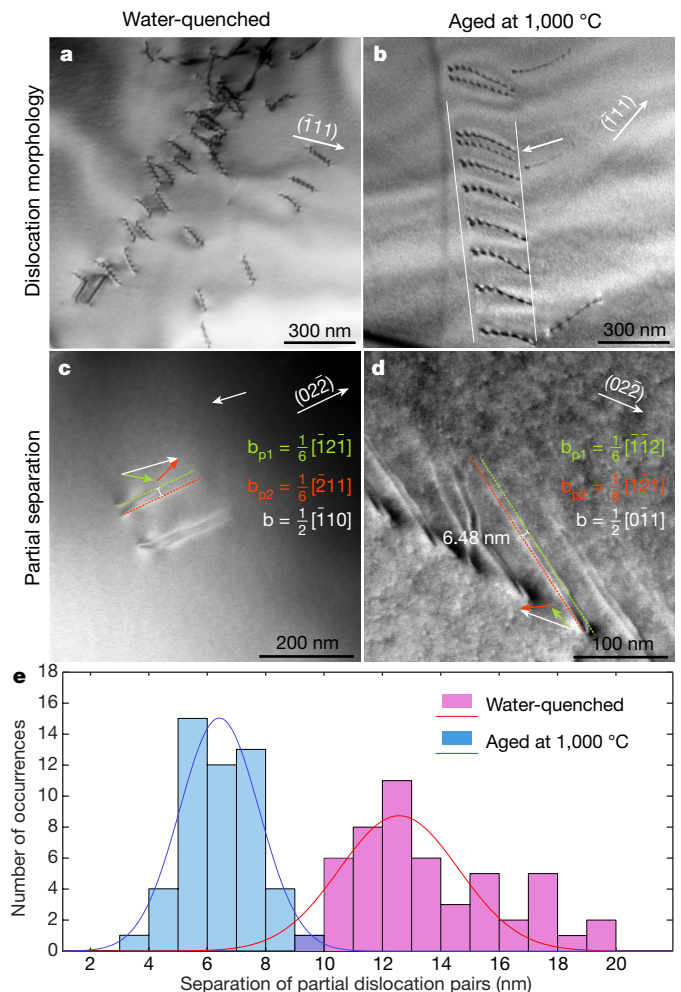 Water-quenched
Aged at 1,000 °C
Dislocation morphology
a
(1̄11)
300 nm
b
(1̄11)
300 nm
Partial separation
c
(022̄)
b_p1 = 1/6 [1̄21̄]
b_p2 = 1/6 [2̄11]
b = 1/2 [1̄10]
200 nm
d
(022̄)
b_p1 = 1/6 [1̄1̄2]
b_p2 = 1/6 [12̄1]
b = 1/2 [01̄1]
6.48 nm
100 nm
e
Number of occurrences
18
16
14
12
10
8
6
4
2
0
Water-quenched
Aged at 1,000 °C
2 4 6 8 10 12 14 16 18 20
Separation of partial dislocation pairs (nm)